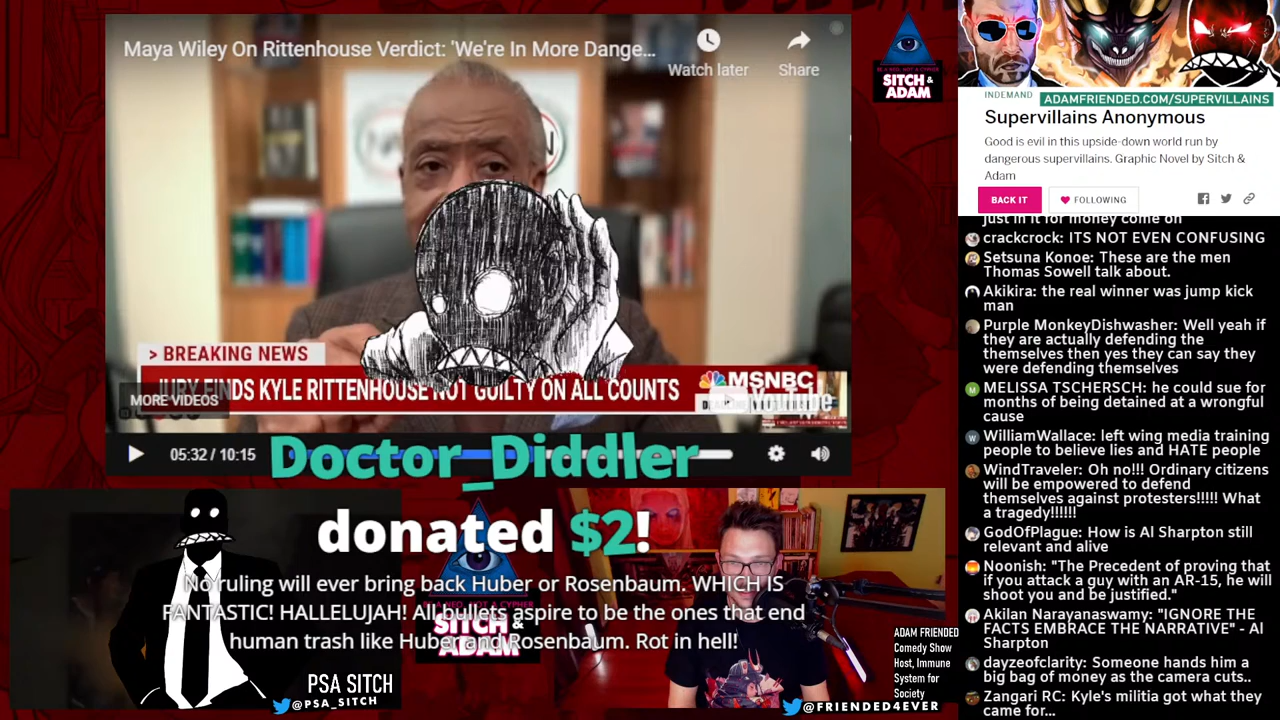 Maya Wiley On Rittenhouse Verdict: 'We're In More Dange...
Watch later
Share
SITCH &
ADAM
> BREAKING NEWS
JURY FINDS KYLE RITTENHOUSE NOT GUILTY ON ALL COUNTS
MSNBC
YouTube
MORE VIDEOS
05:32 / 10:15
Doctor_Diddler
donated $2!
No ruling will ever bring back Huber or Rosenbaum. WHICH IS
FANTASTIC! HALLELUJAH! All bullets aspire to be the ones that end
human trash like Huber and Rosenbaum. Rot in hell!
SITCH &
ADAM
PSA SITCH
@PSA_SITCH
ADAM FRIENDED
Comedy Show
Host, Immune
System for
Society
@FRIENDED4EVER
INDEMAND
ADAMFRIENDED.COM/SUPERVILLAINS
Supervillains Anonymous
Good is evil in this upside-down world run by
dangerous supervillains. Graphic Novel by Sitch &
Adam
BACK IT
FOLLOWING
just in it for money come on
crackcrock: ITS NOT EVEN CONFUSING
Setsuna Konoe: These are the men
Thomas Sowell talk about.
Akikira: the real winner was jump kick
man
Purple MonkeyDishwasher: Well yeah if
they are actually defending the
themselves then yes they can say they
were defending themselves
MELISSA TSCHERSCH: he could sue for
months of being detained at a wrongful
cause
WilliamWallace: left wing media training
people to believe lies and HATE people
WindTraveler: Oh no!!! Ordinary citizens
will be empowered to defend
themselves against protesters!!!!! What
a tragedy!!!!!!
GodOfPlague: How is Al Sharpton still
relevant and alive
Noonish: "The Precedent of proving that
if you attack a guy with an AR-15, he will
shoot you and be justified."
Akilan Narayanaswamy: "IGNORE THE
FACTS EMBRACE THE NARRATIVE" - Al
Sharpton
dayzeofclarity: Someone hands him a
big bag of money as the camera cuts..
Zangari RC: Kyle's militia got what they
came for...